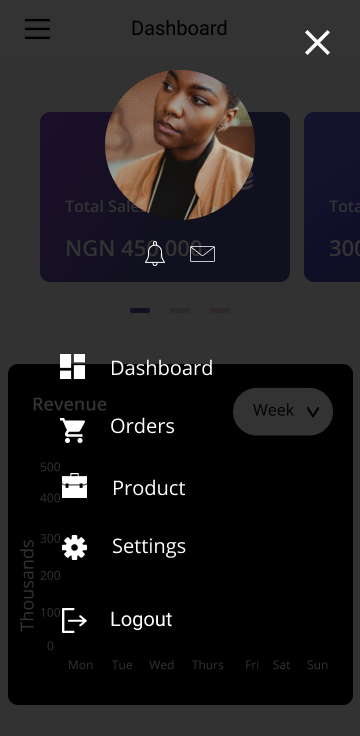 Dashboard
Total Sale
Tota
NGN 450,000
300
Dashboard
Revenue
Week
Orders
500
Product
400
Settings
300
200
Thousands
100
Logout
0
Mon Tue Wed Thurs Fri Sat Sun